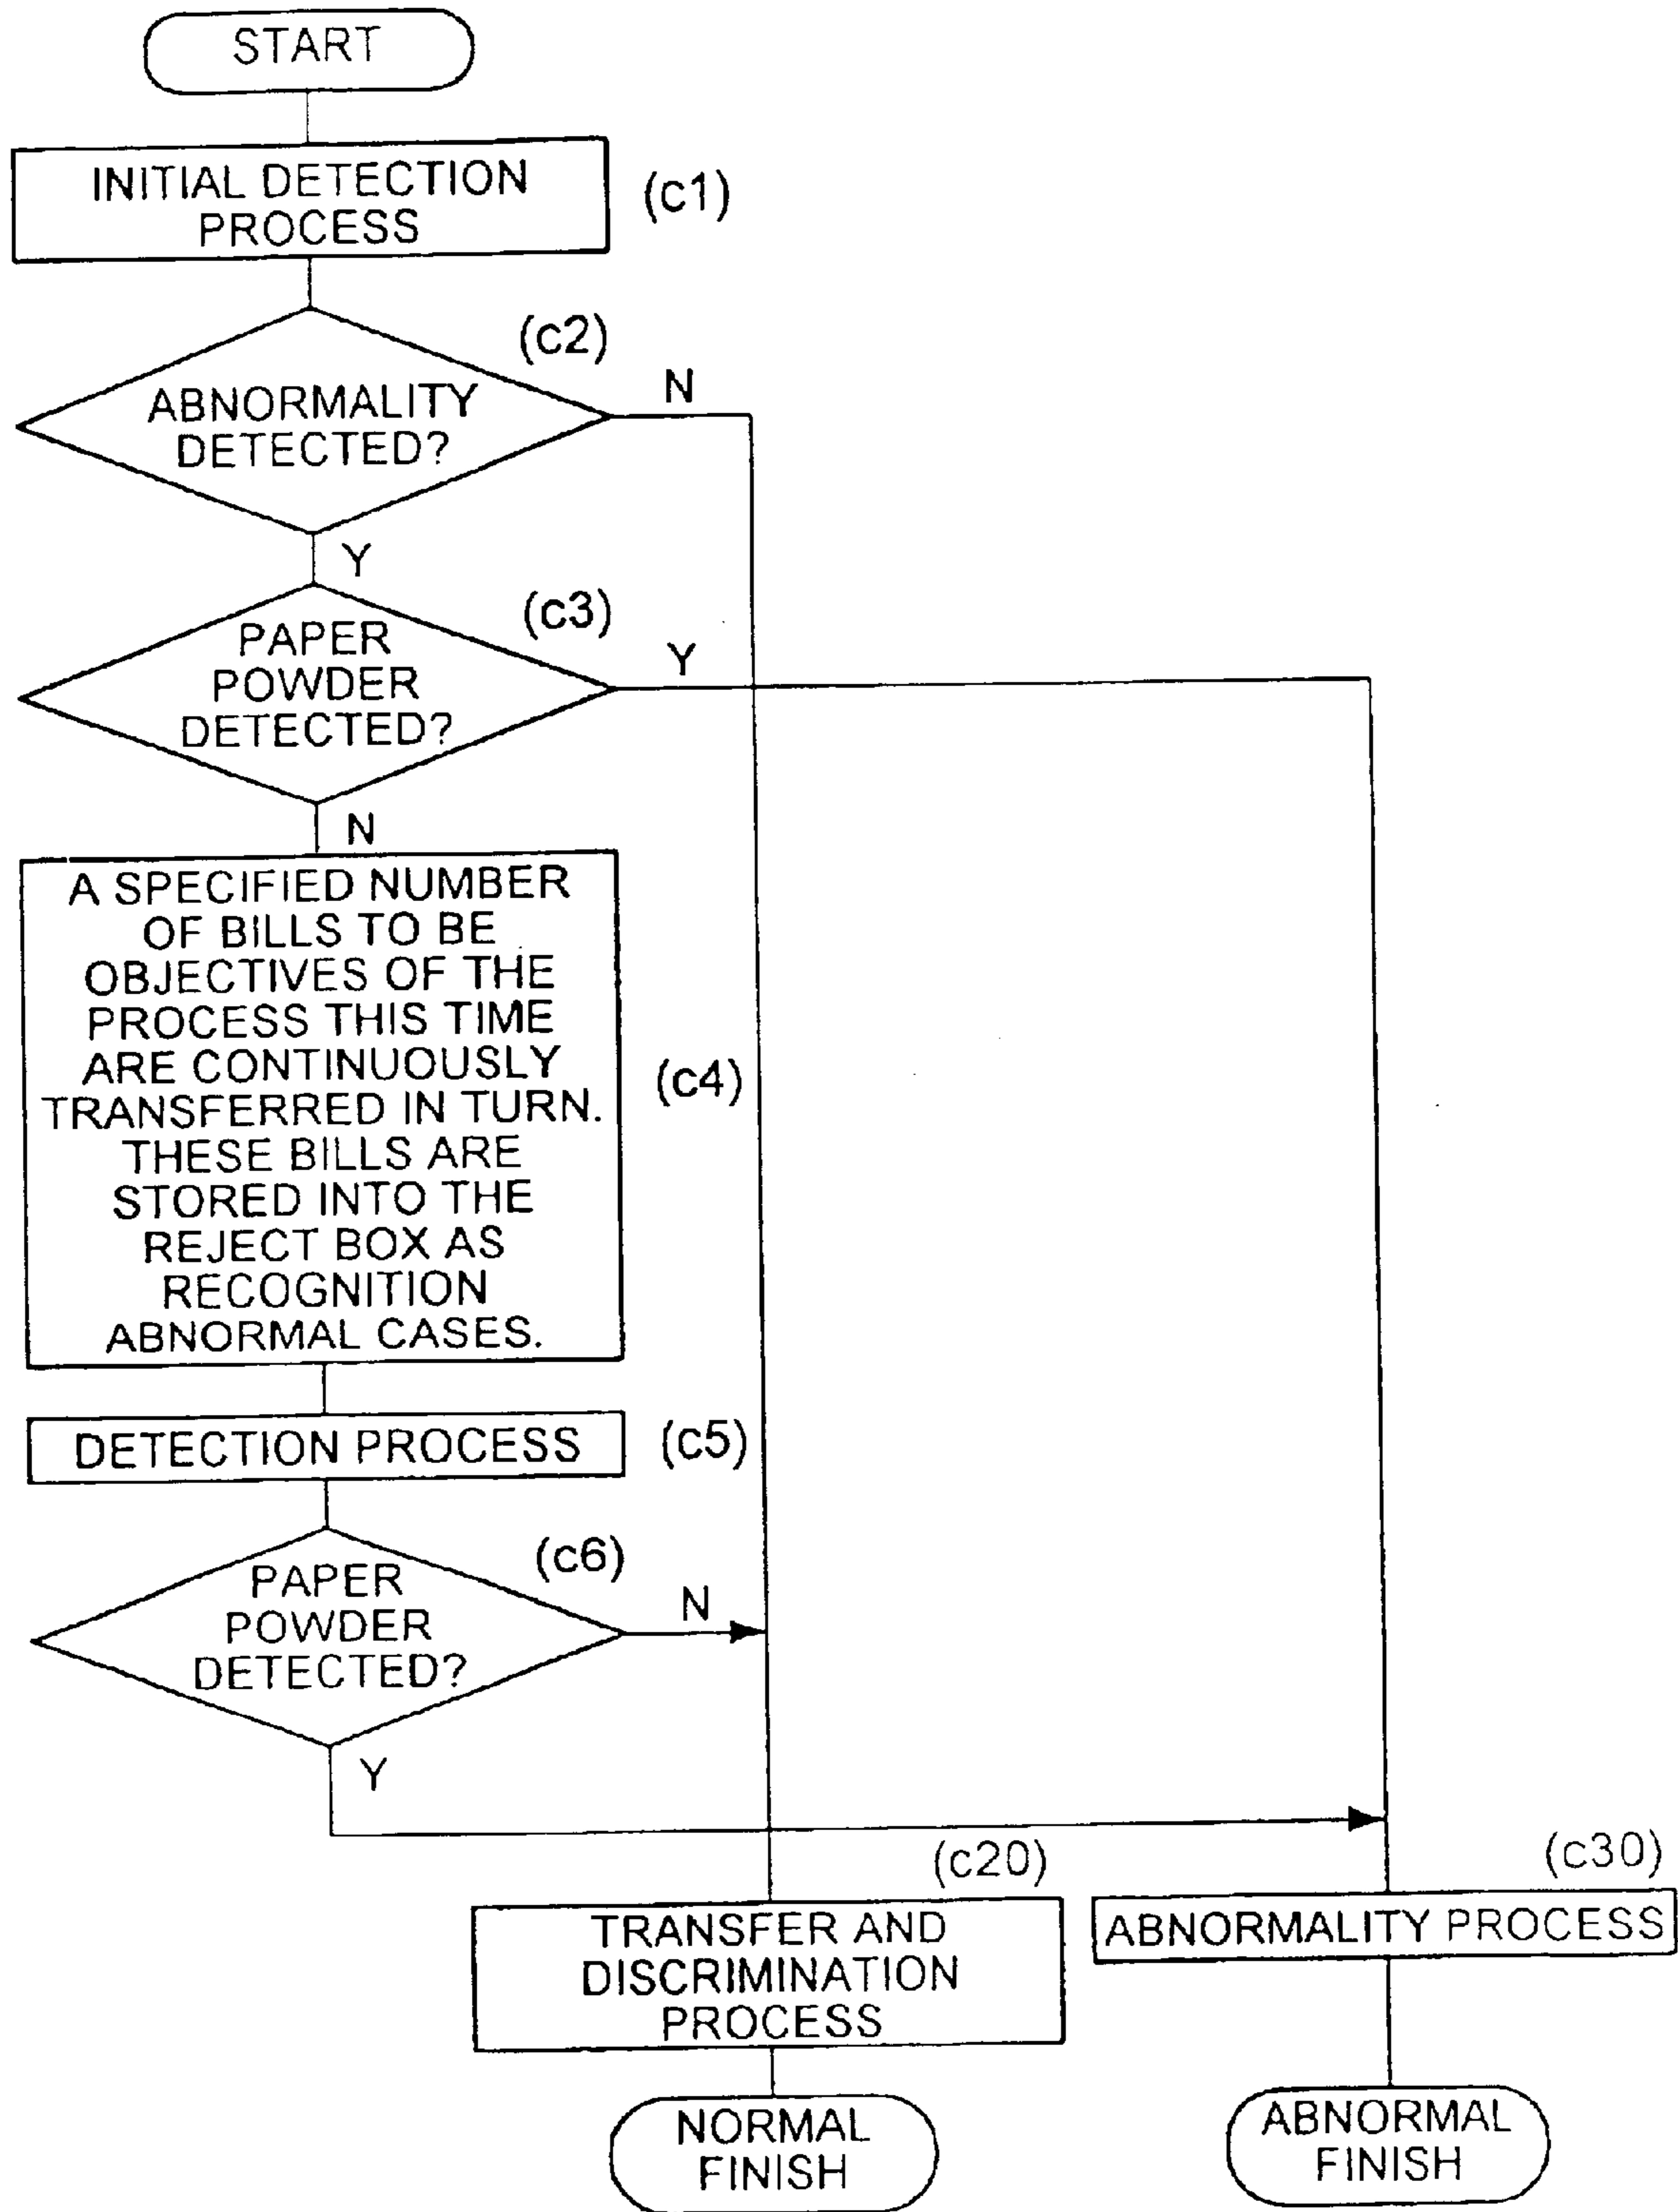 START
INITIAL DETECTION
PROCESS
(c1)
(c2)
ABNORMALITY
DETECTED?
N
Y
(c3)
PAPER
POWDER
DETECTED?
Y
N
A SPECIFIED NUMBER
OF BILLS TO BE
OBJECTIVES OF THE
PROCESS THIS TIME
ARE CONTINUOUSLY
TRANSFERRED IN TURN.
THESE BILLS ARE
STORED INTO THE
REJECT BOX AS
RECOGNITION
ABNORMAL CASES.
(c4)
DETECTION PROCESS
(c5)
(c6)
PAPER
POWDER
DETECTED?
N
Y
(c20)
(c30)
TRANSFER AND
DISCRIMINATION
PROCESS
ABNORMALITY PROCESS
NORMAL
FINISH
ABNORMAL
FINISH